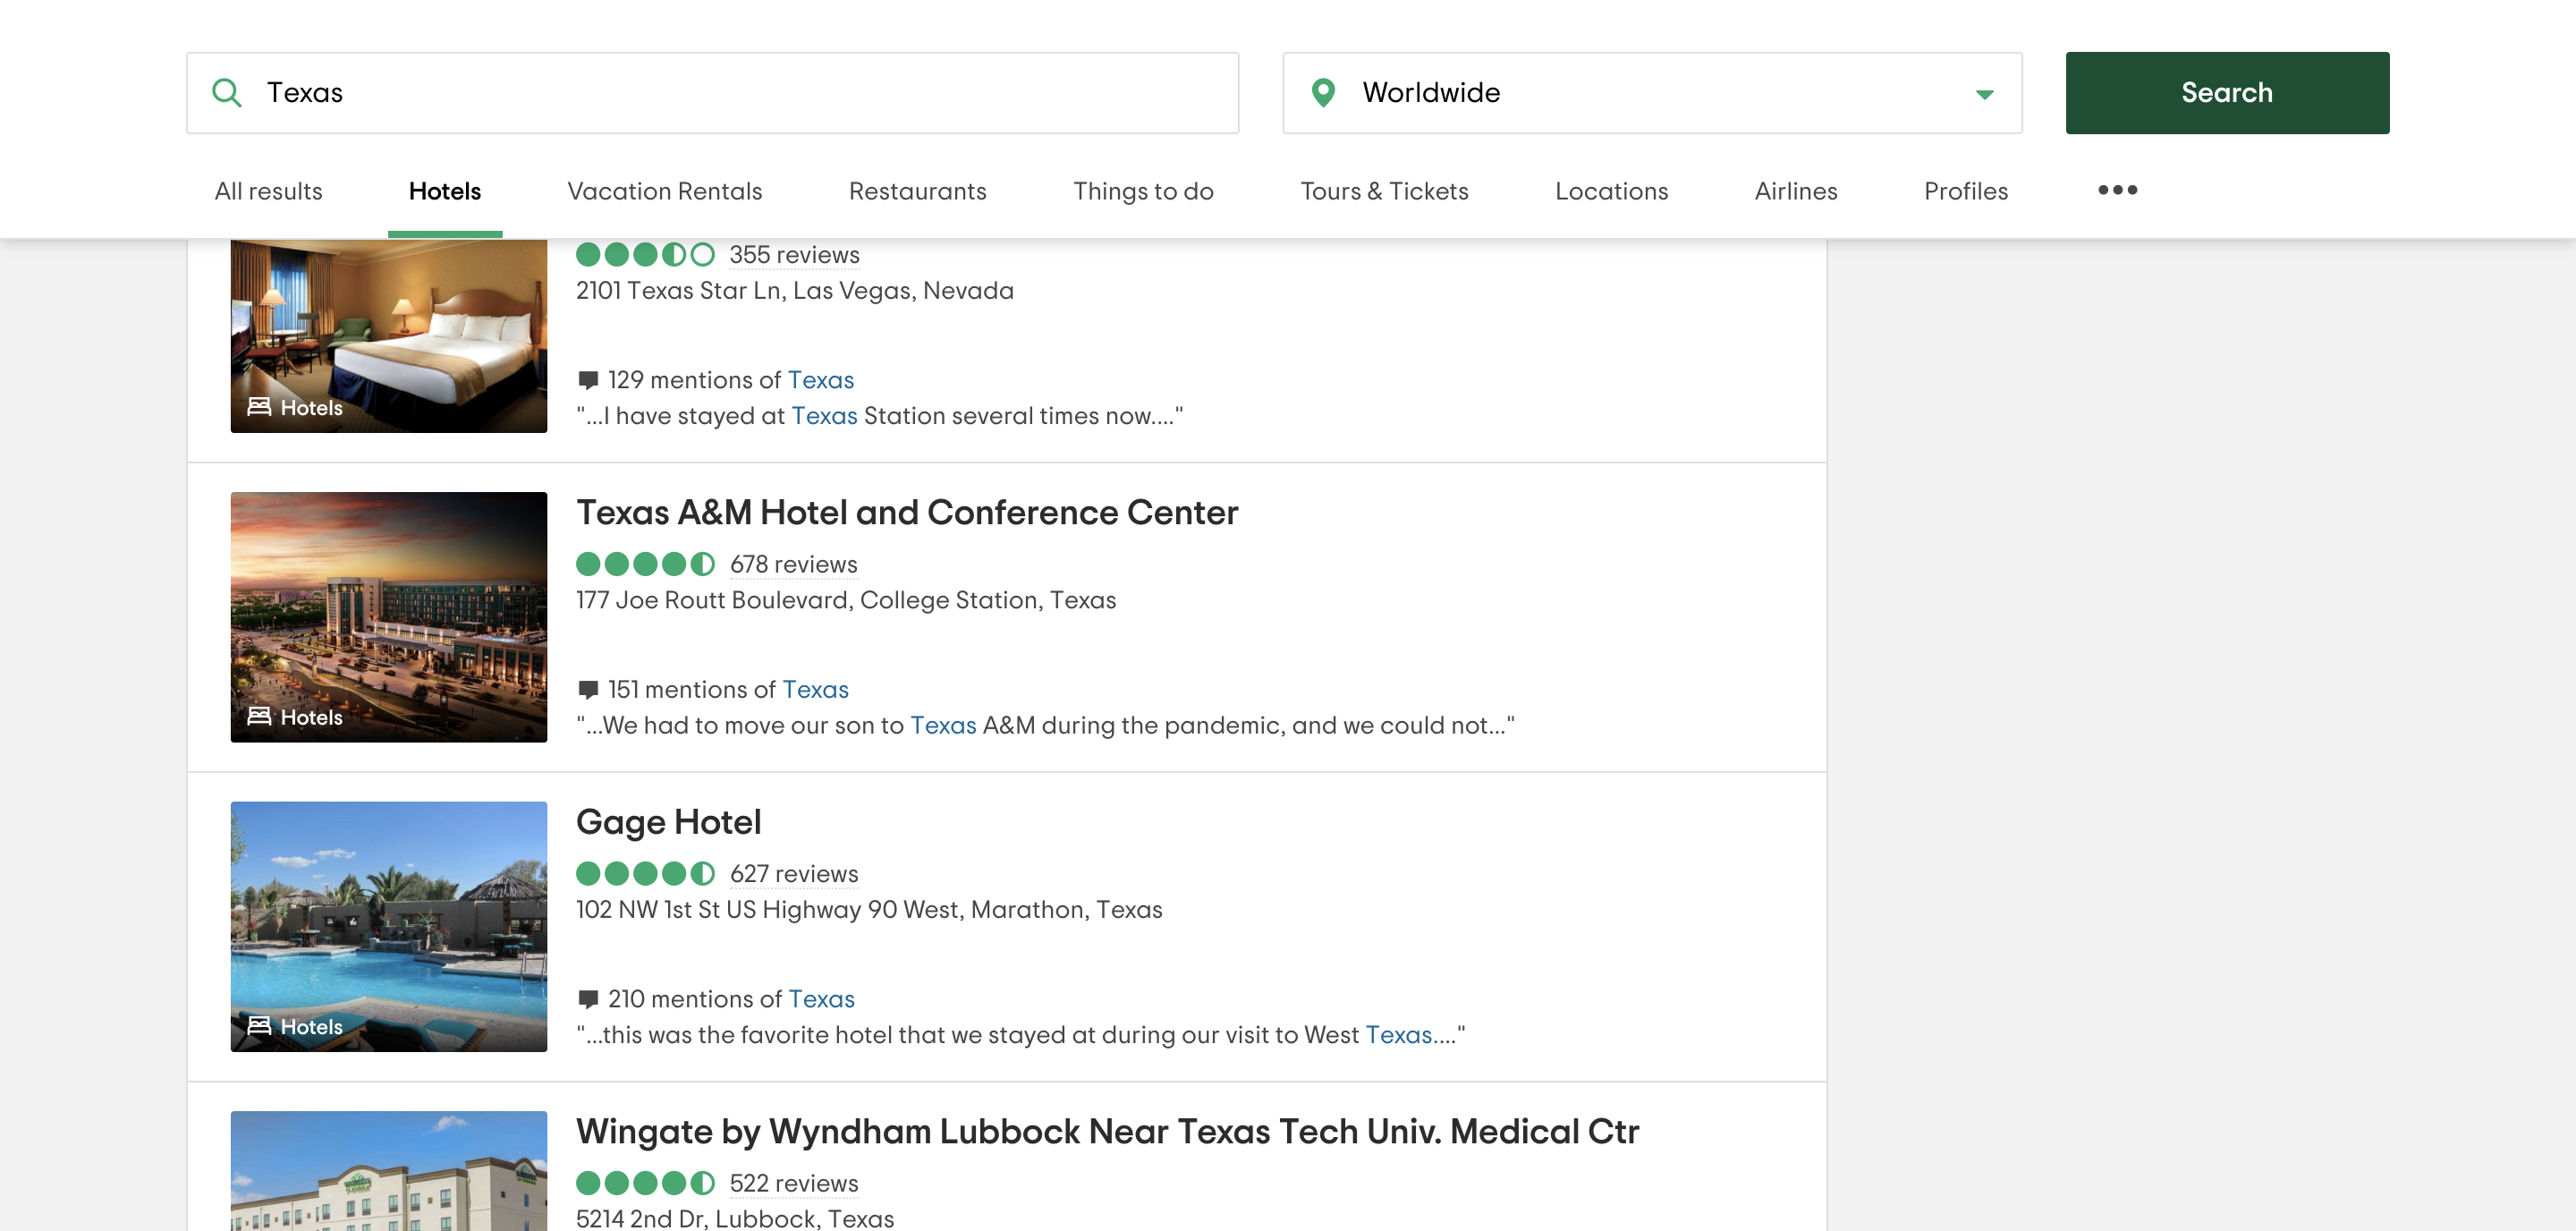 Texas
Worldwide
Search
All results Hotels Vacation Rentals Restaurants Things to do Tours & Tickets Locations Airlines Profiles •••
355 reviews
2101 Texas Star Ln, Las Vegas, Nevada
129 mentions of Texas
"...I have stayed at Texas Station several times now...."
Hotels
Texas A&M Hotel and Conference Center
678 reviews
177 Joe Routt Boulevard, College Station, Texas
151 mentions of Texas
"...We had to move our son to Texas A&M during the pandemic, and we could not..."
Hotels
Gage Hotel
627 reviews
102 NW 1st St US Highway 90 West, Marathon, Texas
210 mentions of Texas
"...this was the favorite hotel that we stayed at during our visit to West Texas...."
Hotels
Wingate by Wyndham Lubbock Near Texas Tech Univ. Medical Ctr
522 reviews
5214 2nd Dr, Lubbock, Texas